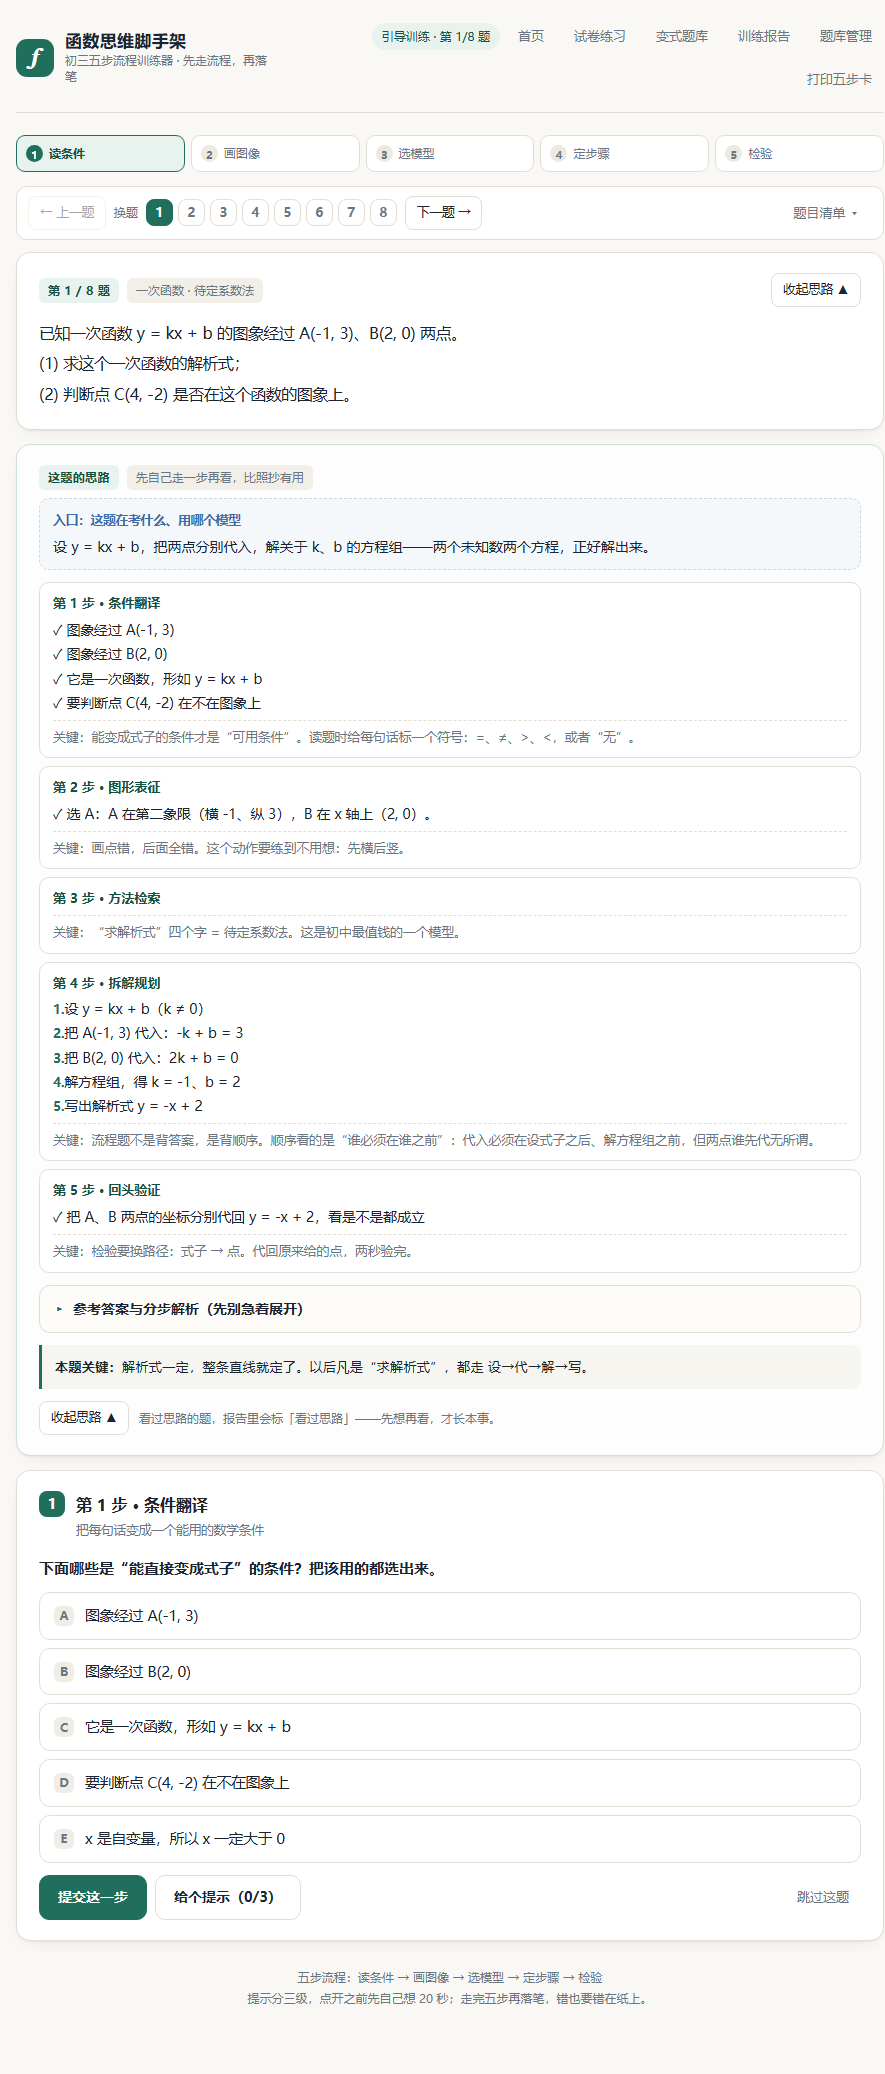 f
函数思维脚手架
初三五步流程训练器 · 先走流程，再落
笔
引导训练 · 第 1/8 题
首页
试卷练习
变式题库
训练报告
题库管理
打印五步卡
1 读条件
2 画图像
3 选模型
4 定步骤
5 检验
← 上一题 换题 1 2 3 4 5 6 7 8 下一题 → 题目清单 ▾
第 1 / 8 题 一次函数 · 待定系数法 收起思路 ▲
已知一次函数 y = kx + b 的图象经过 A(-1, 3)、B(2, 0) 两点。
(1) 求这个一次函数的解析式；
(2) 判断点 C(4, -2) 是否在这个函数的图象上。
这题的思路 先自己走一步再看，比照抄有用
入口：这题在考什么、用哪个模型
设 y = kx + b，把两点分别代入，解关于 k、b 的方程组——两个未知数两个方程，正好解出来。
第 1 步 • 条件翻译
✓ 图象经过 A(-1, 3)
✓ 图象经过 B(2, 0)
✓ 它是一次函数，形如 y = kx + b
✓ 要判断点 C(4, -2) 在不在图象上
关键：能变成式子的条件才是“可用条件”。读题时给每句话标一个符号：=、≠、>、<，或者“无”。
第 2 步 • 图形表征
✓ 选 A：A 在第二象限（横 -1、纵 3），B 在 x 轴上（2, 0）。
关键：画点错，后面全错。这个动作要练到不用想：先横后竖。
第 3 步 • 方法检索
关键：“求解析式”四个字 = 待定系数法。这是初中最值钱的一个模型。
第 4 步 • 拆解规划
1.设 y = kx + b（k ≠ 0）
2.把 A(-1, 3) 代入：-k + b = 3
3.把 B(2, 0) 代入：2k + b = 0
4.解方程组，得 k = -1、b = 2
5.写出解析式 y = -x + 2
关键：流程题不是背答案，是背顺序。顺序看的是“谁必须在谁之前”：代入必须在设式子之后、解方程组之前，但两点谁先代无所谓。
第 5 步 • 回头验证
✓ 把 A、B 两点的坐标分别代回 y = -x + 2，看是不是都成立
关键：检验要换路径：式子 → 点。代回原来给的点，两秒验完。
▸ 参考答案与分步解析（先别急着展开）
本题关键：解析式一定，整条直线就定了。以后凡是“求解析式”，都走 设→代→解→写。
收起思路 ▲ 看过思路的题，报告里会标「看过思路」——先想再看，才长本事。
1 第 1 步 • 条件翻译
把每句话变成一个能用的数学条件
下面哪些是“能直接变成式子”的条件？把该用的都选出来。
A 图象经过 A(-1, 3)
B 图象经过 B(2, 0)
C 它是一次函数，形如 y = kx + b
D 要判断点 C(4, -2) 在不在图象上
E x 是自变量，所以 x 一定大于 0
提交这一步 给个提示（0/3） 跳过这题
五步流程：读条件 → 画图像 → 选模型 → 定步骤 → 检验
提示分三级，点开之前先自己想 20 秒；走完五步再落笔，错也要错在纸上。